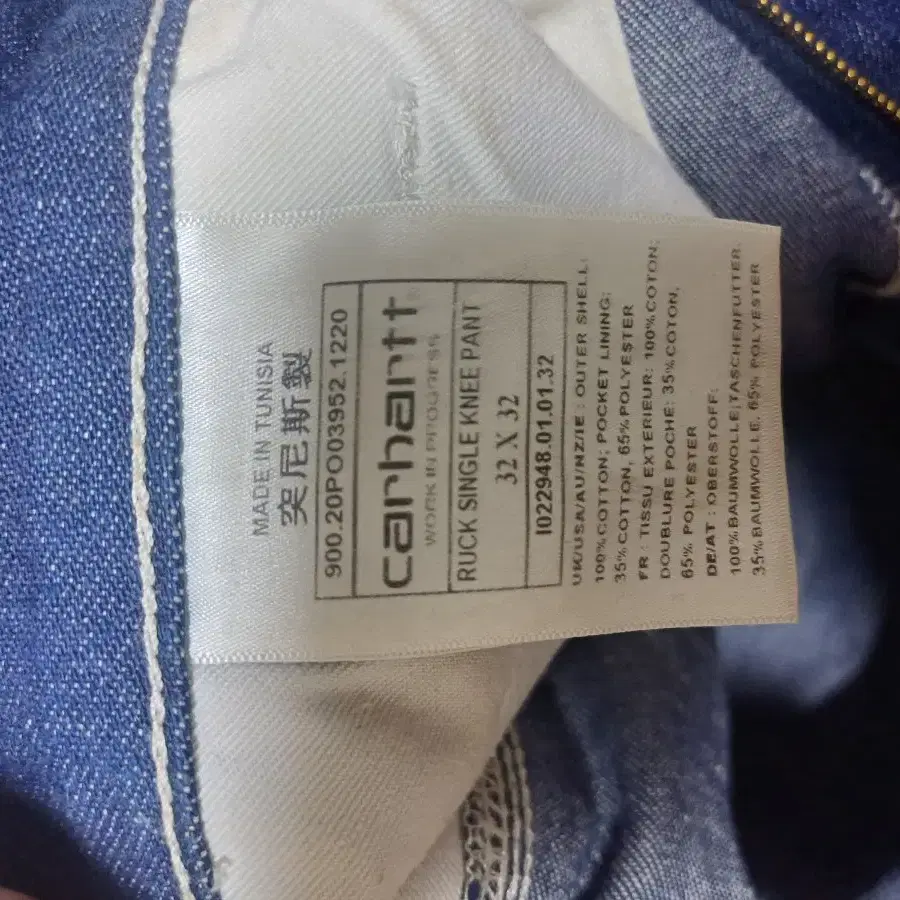 MADE IN TUNISIA
突尼斯製
900.20PO03952.1220
carhartt
WORK IN PROGRESS
RUCK SINGLE KNEE PANT
32 X 32
I022948.01.01.32
UK/USA/AU/NZ/IE : OUTER SHELL:
100%COTTON; POCKET LINING:
35%COTTON, 65%POLYESTER
FR : TISSU EXTERIEUR: 100%COTON;
DOUBLURE POCHE: 35%COTON,
65% POLYESTER
DE/AT : OBERSTOFF:
100%BAUMWOLLE;TASCHENFUTTER:
35%BAUMWOLLE, 65% POLYESTER